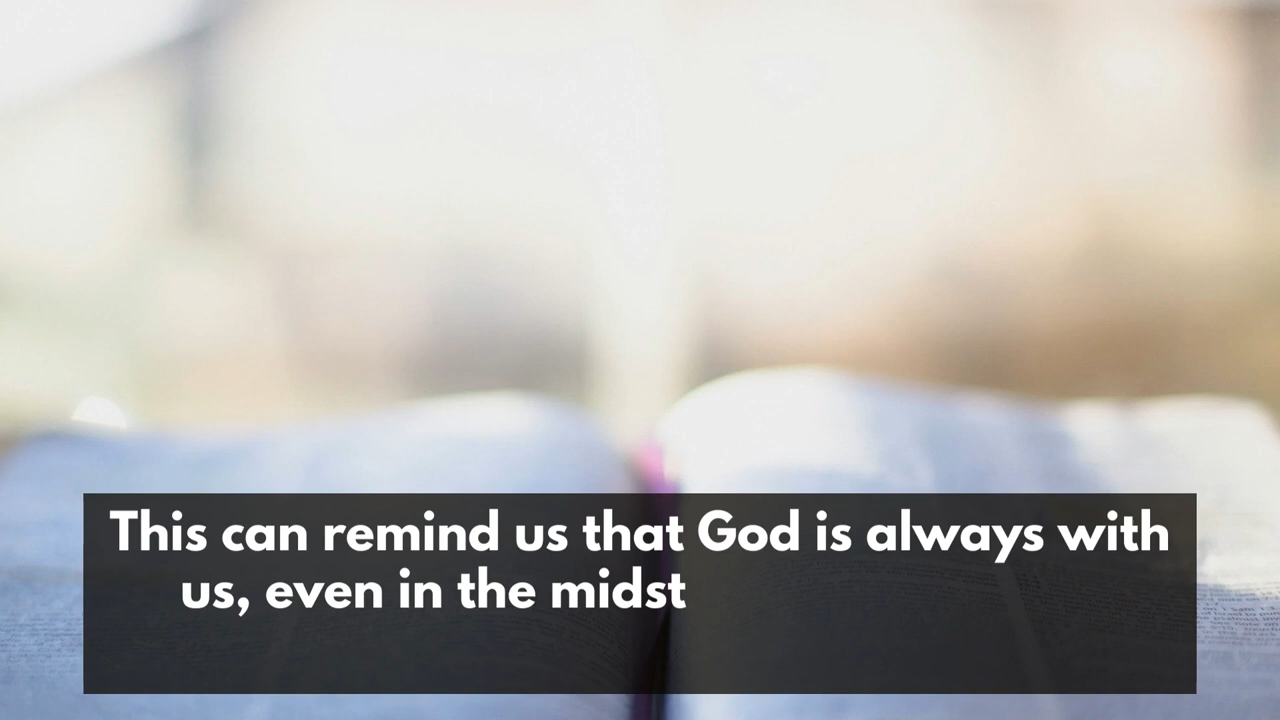 This can remind us that God is always with
us, even in the midst